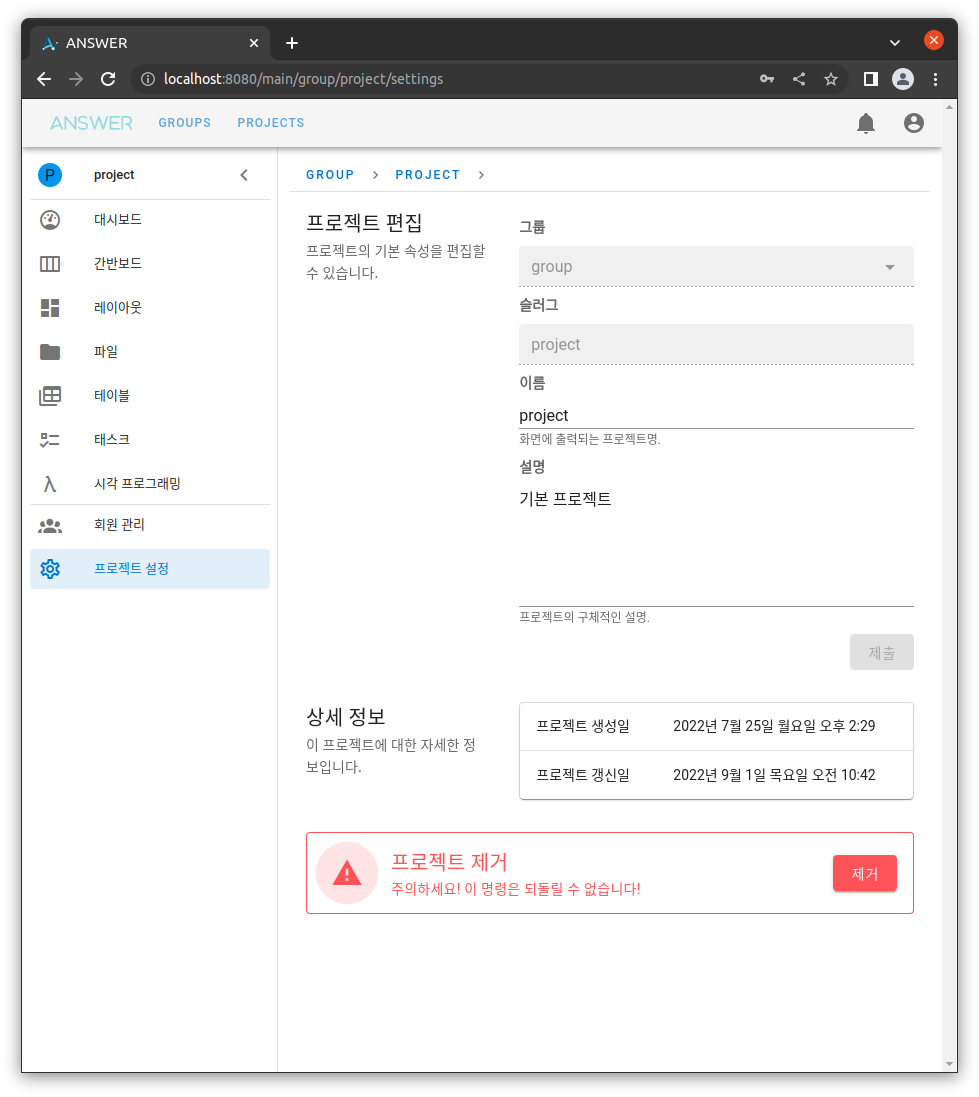 ANSWER
localhost:8080/main/group/project/settings
ANSWER GROUPS PROJECTS
P project
대시보드
간반보드
레이아웃
파일
테이블
태스크
시각 프로그래밍
회원 관리
프로젝트 설정
GROUP PROJECT
프로젝트 편집
프로젝트의 기본 속성을 편집할
수 있습니다.
그룹
group
슬러그
project
이름
project
화면에 출력되는 프로젝트명.
설명
기본 프로젝트
프로젝트의 구체적인 설명.
제출
상세 정보
이 프로젝트에 대한 자세한 정
보입니다.
프로젝트 생성일 2022년 7월 25일 월요일 오후 2:29
프로젝트 갱신일 2022년 9월 1일 목요일 오전 10:42
프로젝트 제거
주의하세요! 이 명령은 되돌릴 수 없습니다!
제거